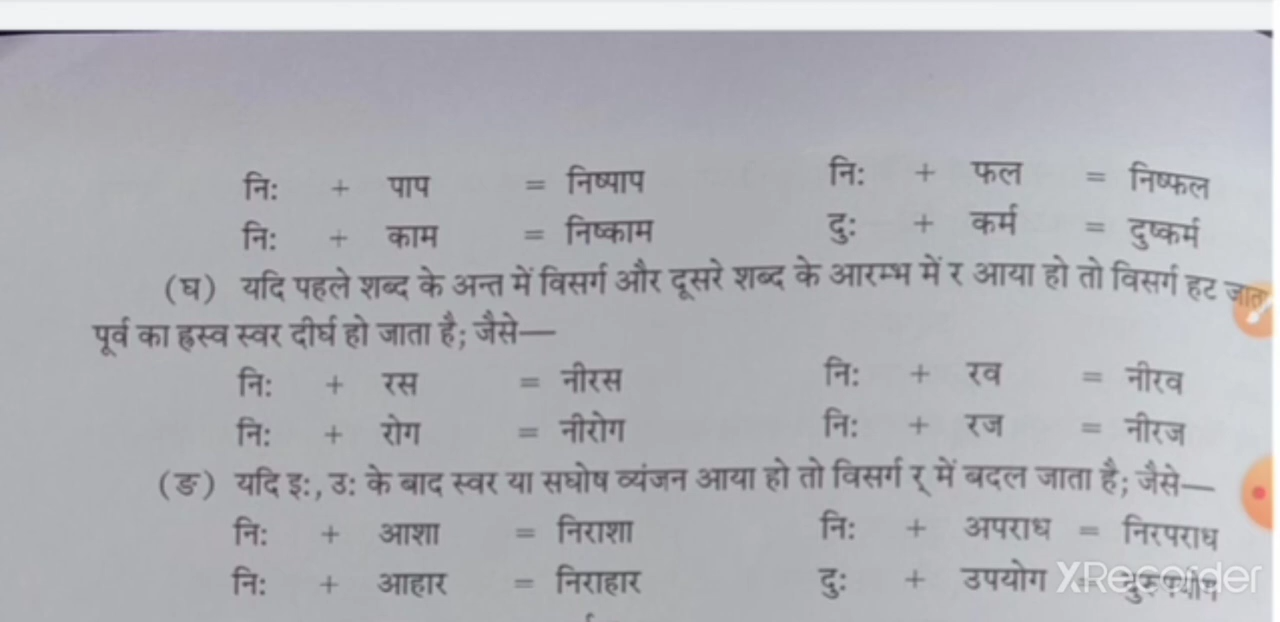 निः + पाप = निष्पाप निः + फल = निष्फल
निः + काम = निष्काम दुः + कर्म = दुष्कर्म
(घ) यदि पहले शब्द के अन्त में विसर्ग और दूसरे शब्द के आरम्भ में र आया हो तो विसर्ग हट
पूर्व का ह्रस्व स्वर दीर्घ हो जाता है; जैसे—
निः + रस = नीरस निः + रव = नीरव
निः + रोग = नीरोग निः + रज = नीरज
(ङ) यदि इः, उः के बाद स्वर या सघोष व्यंजन आया हो तो विसर्ग र् में बदल जाता है; जैसे—
निः + आशा = निराशा निः + अपराध = निरपराध
निः + आहार = निराहार दुः + उपयोग =
XRecorder